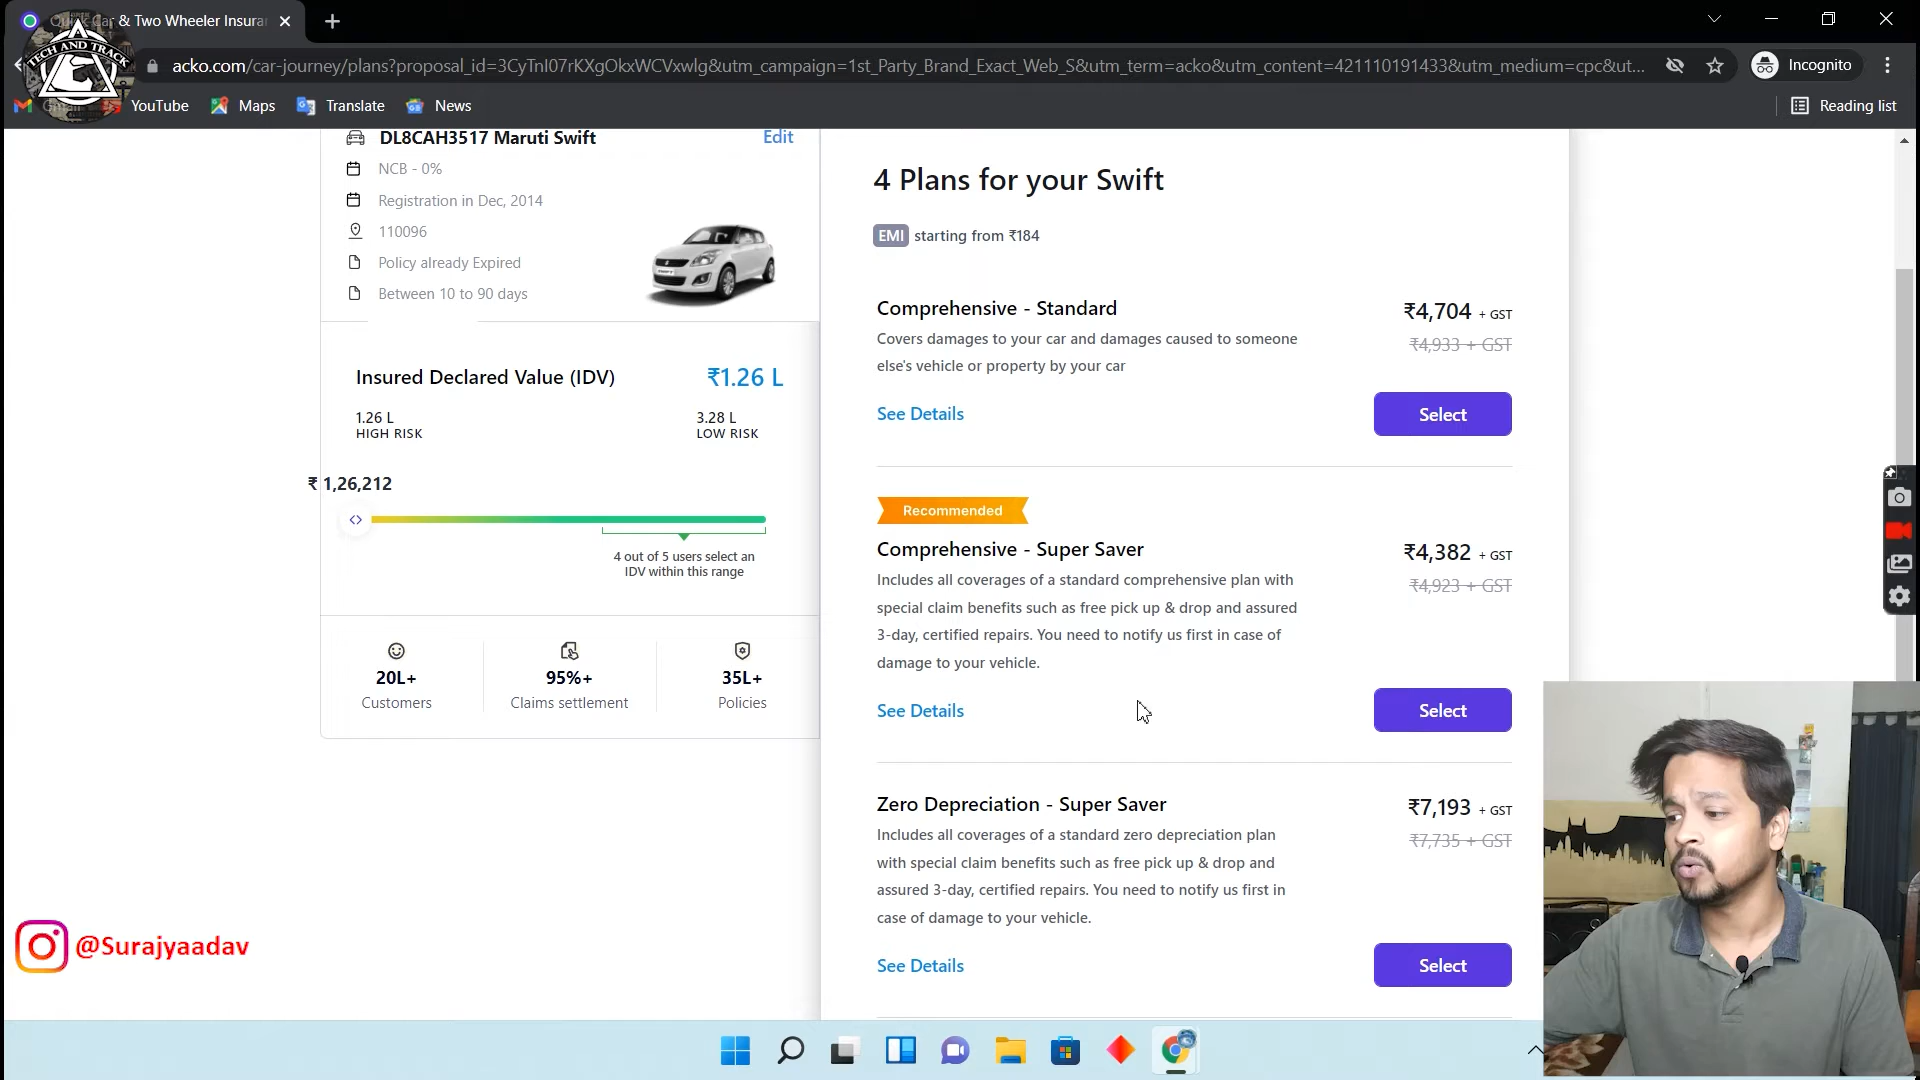 Quick Car & Two Wheeler Insura
TECH AND TRACK
acko.com/car-journey/plans?proposal_id=3CyTnI07rKXgOkxWCVxwlg&utm_campaign=1st_Party_Brand_Exact_Web_S&utm_term=acko&utm_content=421110191433&utm_medium=cpc&ut...
Incognito
Gmail
YouTube
Maps
Translate
News
Reading list
DL8CAH3517 Maruti Swift
Edit
NCB - 0%
Registration in Dec, 2014
110096
Policy already Expired
Between 10 to 90 days
Insured Declared Value (IDV)
₹1.26 L
1.26 L
HIGH RISK
3.28 L
LOW RISK
₹ 1,26,212
4 out of 5 users select an
IDV within this range
20L+
Customers
95%+
Claims settlement
35L+
Policies
4 Plans for your Swift
EMI starting from ₹184
Comprehensive - Standard
₹4,704 + GST
Covers damages to your car and damages caused to someone
₹4,933 + GST
else's vehicle or property by your car
See Details
Select
Recommended
Comprehensive - Super Saver
₹4,382 + GST
Includes all coverages of a standard comprehensive plan with
₹4,923 + GST
special claim benefits such as free pick up & drop and assured
3-day, certified repairs. You need to notify us first in case of
damage to your vehicle.
See Details
Select
Zero Depreciation - Super Saver
₹7,193 + GST
Includes all coverages of a standard zero depreciation plan
₹7,735 + GST
with special claim benefits such as free pick up & drop and
assured 3-day, certified repairs. You need to notify us first in
case of damage to your vehicle.
See Details
Select
@Surajyaadav